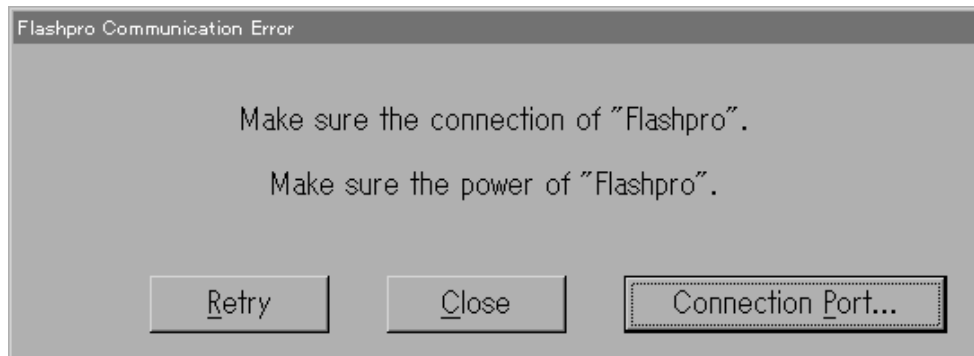 Flashpro Communication Error
Make sure the connection of ˝Flashpro˝.
Make sure the power of ˝Flashpro˝.
Retry Close Connection Port...